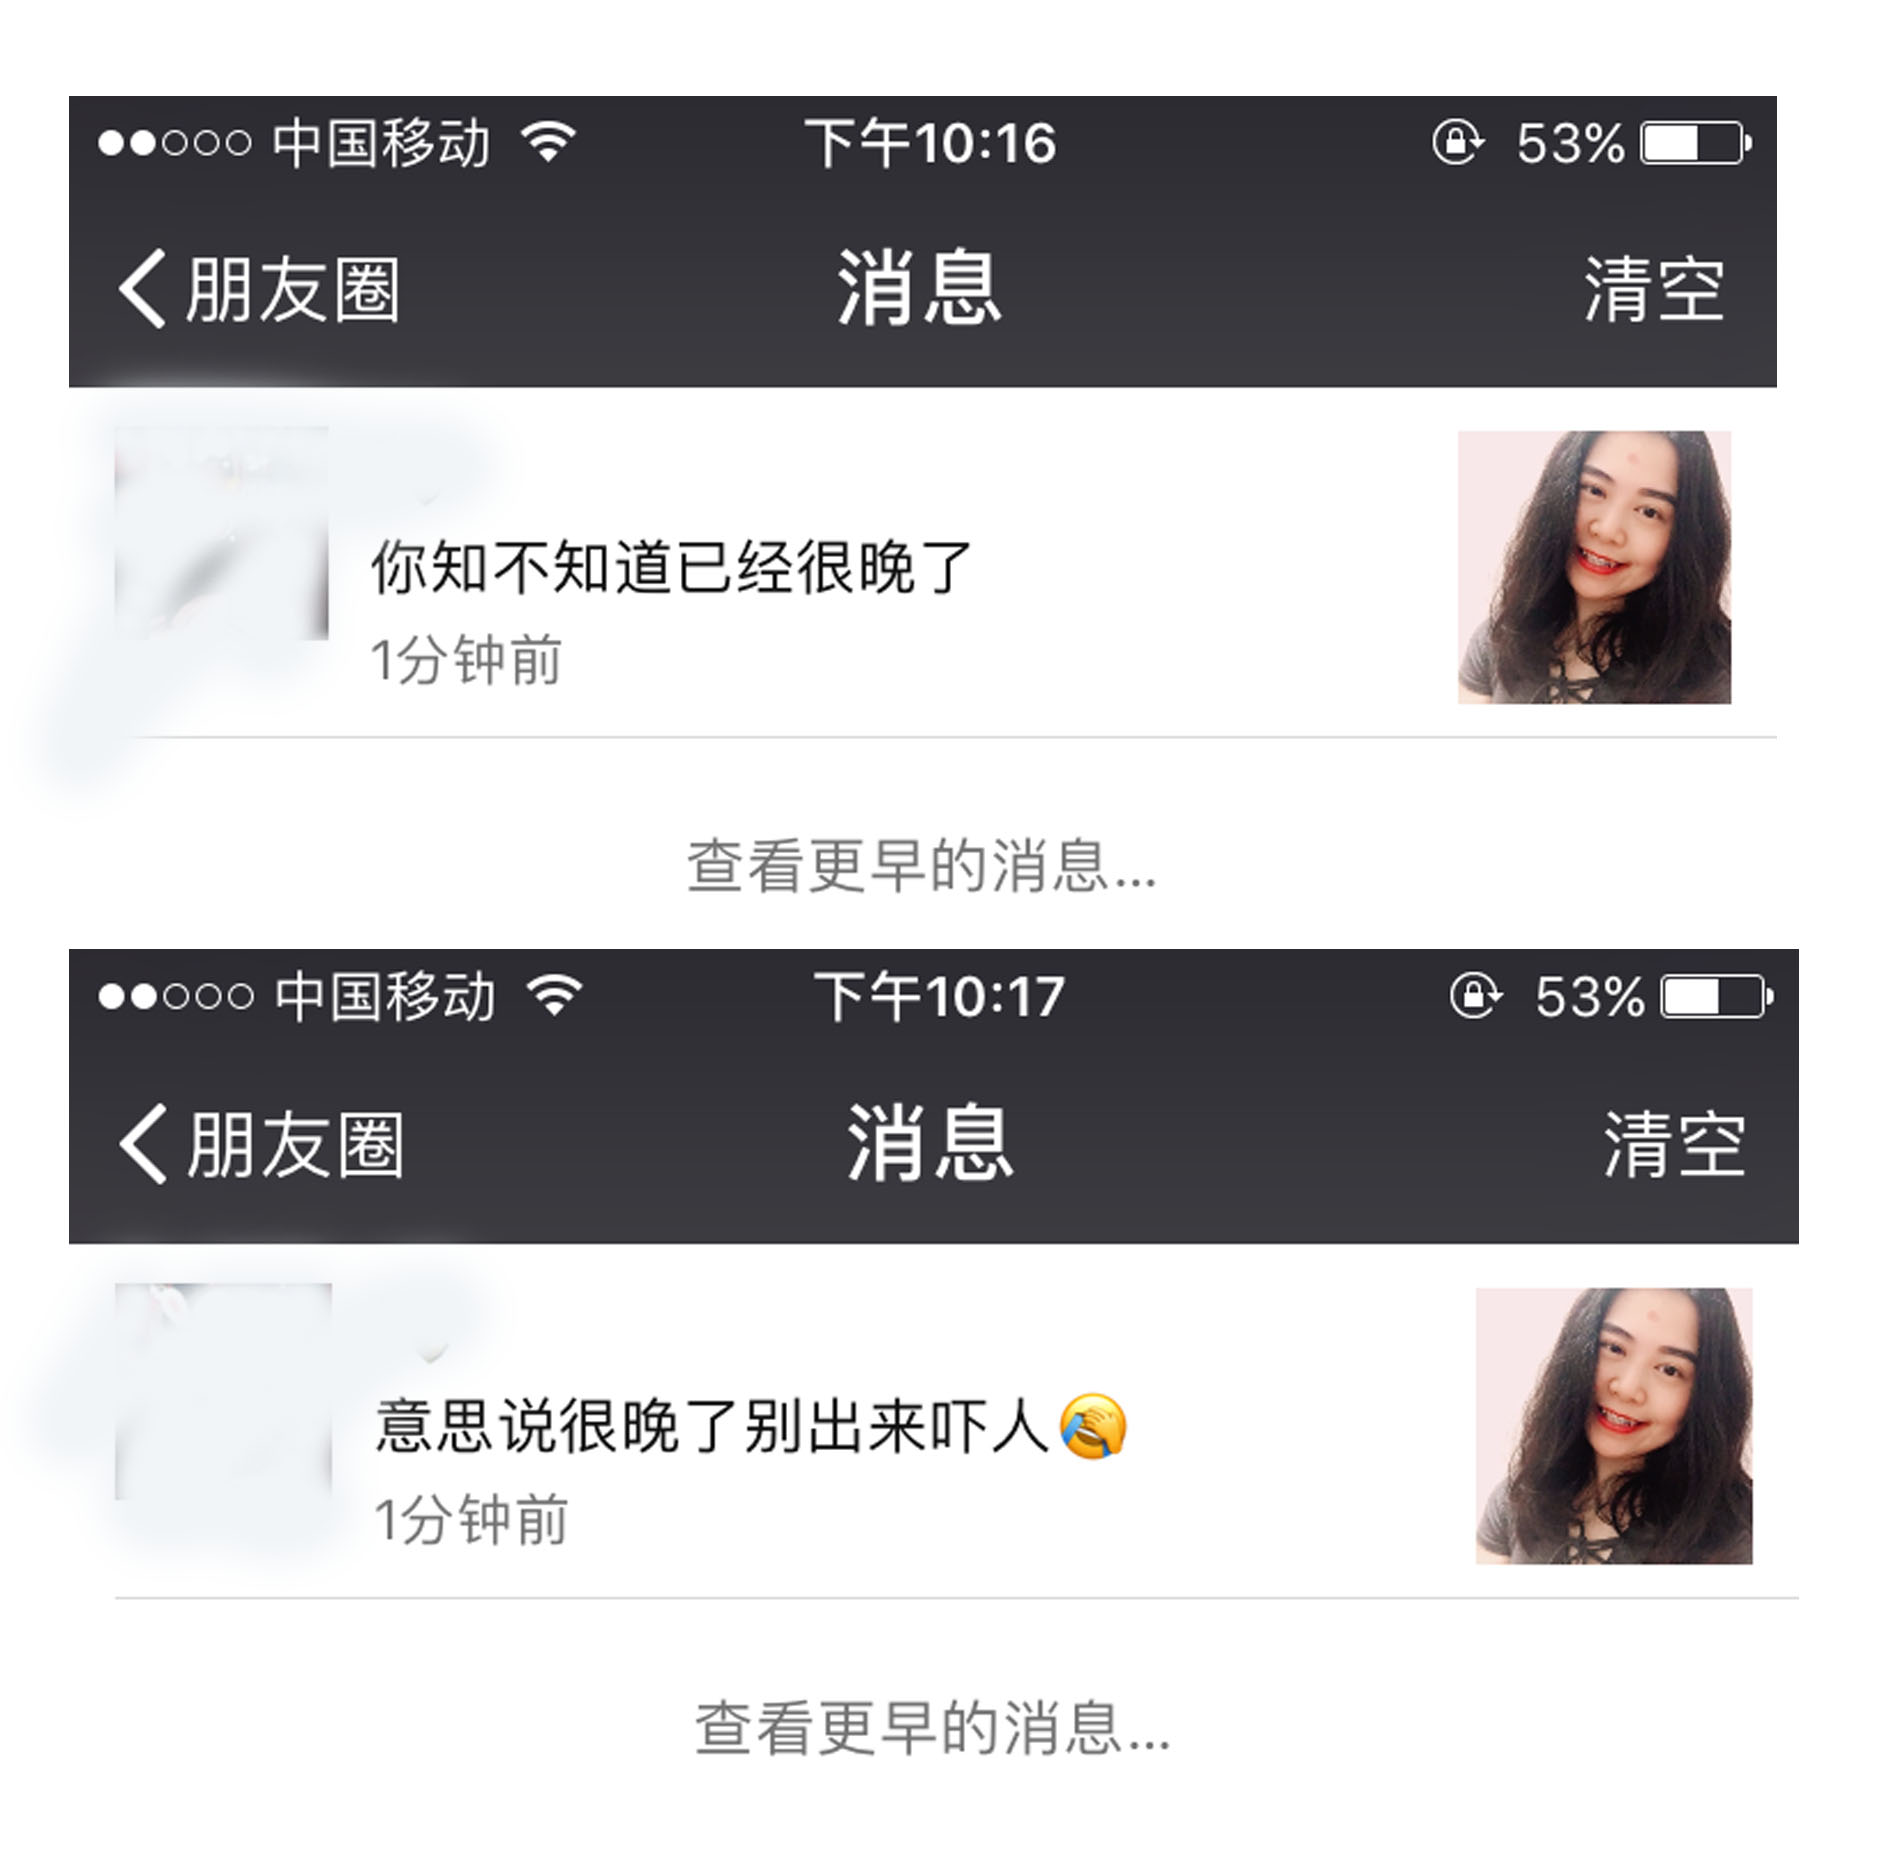 中国移动 下午10:16 53%
朋友圈 消息 清空
你知不知道已经很晚了
1分钟前
查看更早的消息...
中国移动 下午10:17 53%
朋友圈 消息 清空
意思说很晚了别出来吓人🤦
1分钟前
查看更早的消息...